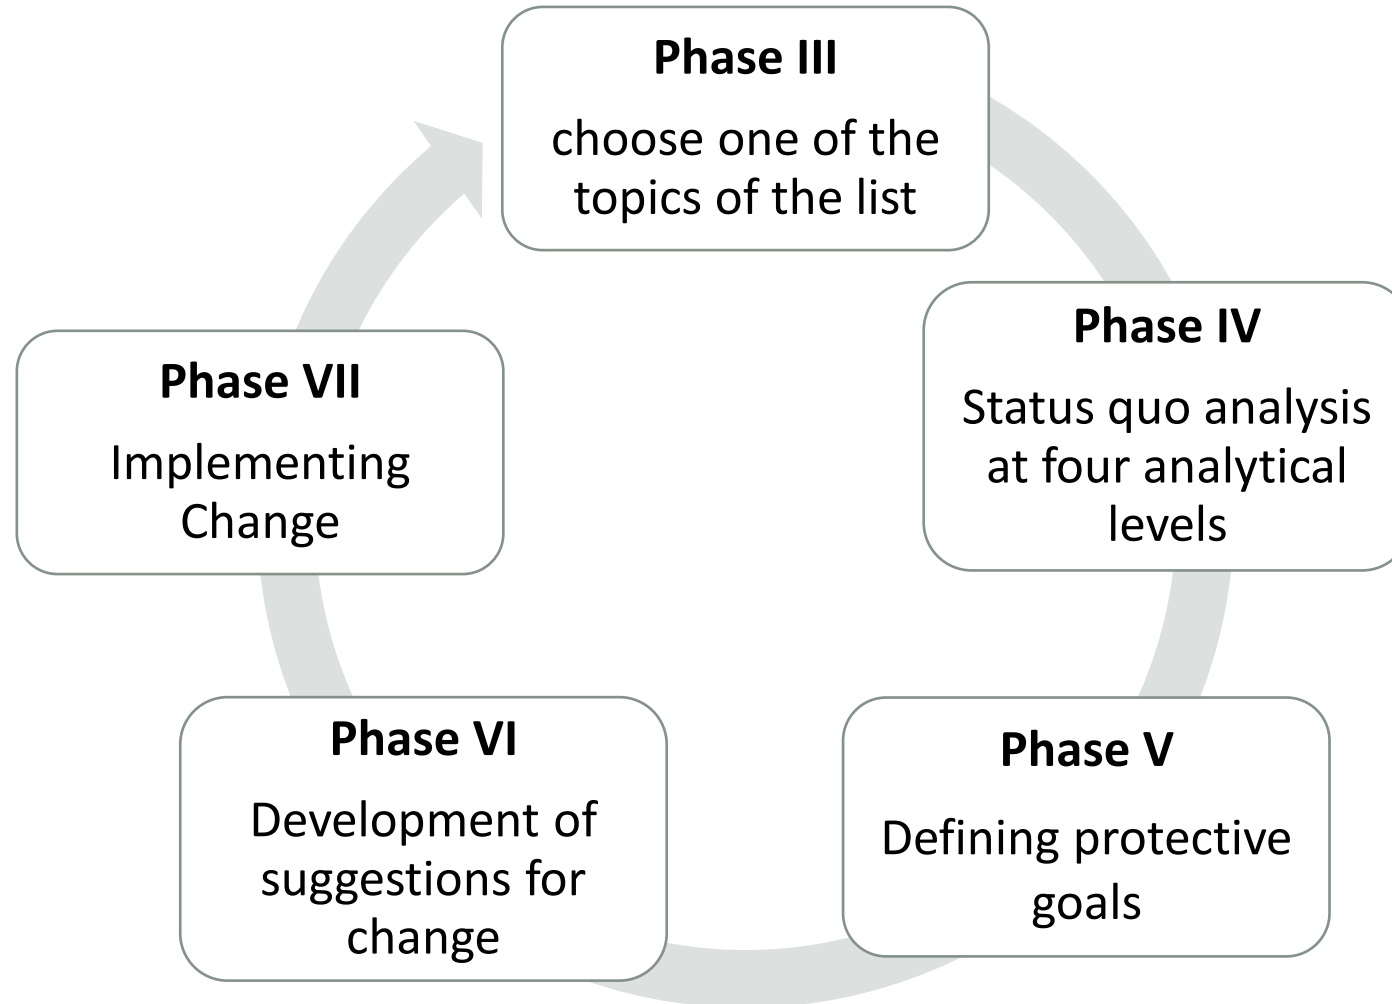 Phase III
choose one of the
topics of the list
Phase IV
Status quo analysis
at four analytical
levels
Phase V
Defining protective
goals
Phase VI
Development of
suggestions for
change
Phase VII
Implementing
Change